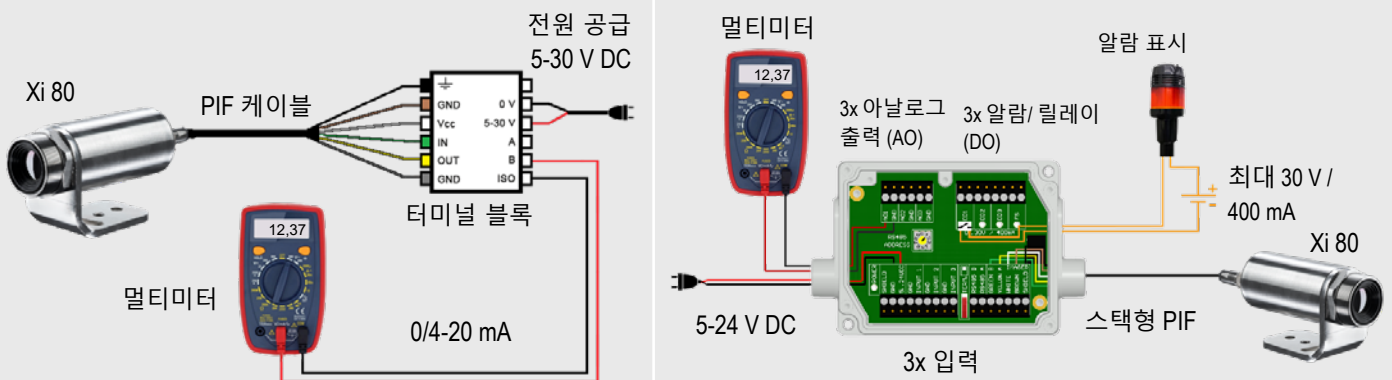 전원 공급
5-30 V DC
Xi 80
PIF 케이블
GND
Vcc
IN
OUT
GND
0 V
5-30 V
A
B
ISO
터미널 블록
12,37
멀티미터
0/4-20 mA
멀티미터
12,37
알람 표시
3x 아날로그
출력 (AO)
3x 알람/ 릴레이
(DO)
최대 30 V /
400 mA
Xi 80
RS485
ADDRESS
5-24 V DC
스택형 PIF
3x 입력